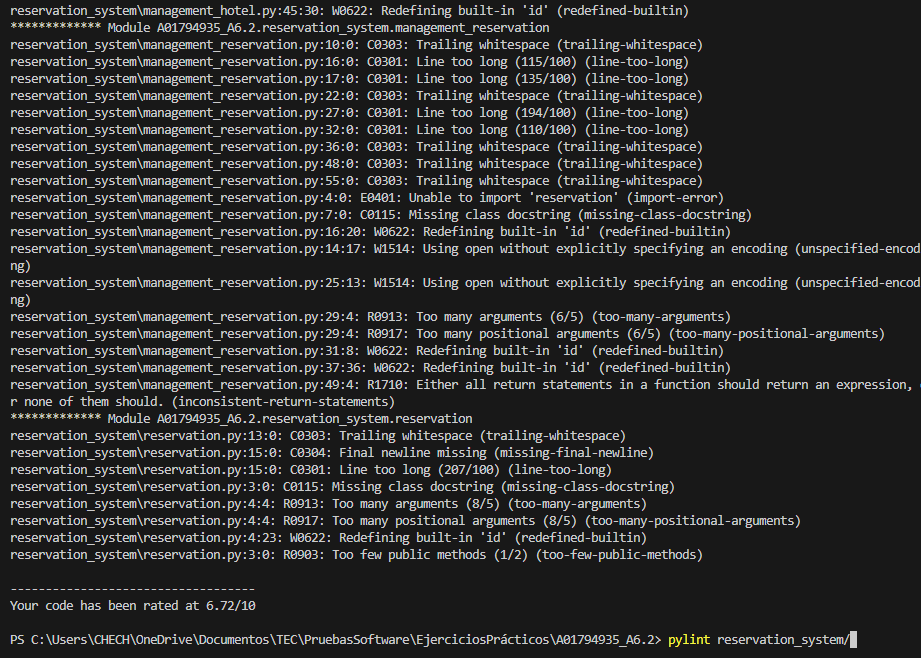 reservation_system\management_hotel.py:45:30: W0622: Redefining built-in 'id' (redefined-builtin)
************* Module A01794935_A6.2.reservation_system.management_reservation
reservation_system\management_reservation.py:10:0: C0303: Trailing whitespace (trailing-whitespace)
reservation_system\management_reservation.py:16:0: C0301: Line too long (115/100) (line-too-long)
reservation_system\management_reservation.py:17:0: C0301: Line too long (135/100) (line-too-long)
reservation_system\management_reservation.py:22:0: C0303: Trailing whitespace (trailing-whitespace)
reservation_system\management_reservation.py:27:0: C0301: Line too long (194/100) (line-too-long)
reservation_system\management_reservation.py:32:0: C0301: Line too long (110/100) (line-too-long)
reservation_system\management_reservation.py:36:0: C0303: Trailing whitespace (trailing-whitespace)
reservation_system\management_reservation.py:48:0: C0303: Trailing whitespace (trailing-whitespace)
reservation_system\management_reservation.py:55:0: C0303: Trailing whitespace (trailing-whitespace)
reservation_system\management_reservation.py:4:0: E0401: Unable to import 'reservation' (import-error)
reservation_system\management_reservation.py:7:0: C0115: Missing class docstring (missing-class-docstring)
reservation_system\management_reservation.py:16:20: W0622: Redefining built-in 'id' (redefined-builtin)
reservation_system\management_reservation.py:14:17: W1514: Using open without explicitly specifying an encoding (unspecified-encod
ng)
reservation_system\management_reservation.py:25:13: W1514: Using open without explicitly specifying an encoding (unspecified-encod
ng)
reservation_system\management_reservation.py:29:4: R0913: Too many arguments (6/5) (too-many-arguments)
reservation_system\management_reservation.py:29:4: R0917: Too many positional arguments (6/5) (too-many-positional-arguments)
reservation_system\management_reservation.py:31:8: W0622: Redefining built-in 'id' (redefined-builtin)
reservation_system\management_reservation.py:37:36: W0622: Redefining built-in 'id' (redefined-builtin)
reservation_system\management_reservation.py:49:4: R1710: Either all return statements in a function should return an expression,
r none of them should. (inconsistent-return-statements)
************* Module A01794935_A6.2.reservation_system.reservation
reservation_system\reservation.py:13:0: C0303: Trailing whitespace (trailing-whitespace)
reservation_system\reservation.py:15:0: C0304: Final newline missing (missing-final-newline)
reservation_system\reservation.py:15:0: C0301: Line too long (207/100) (line-too-long)
reservation_system\reservation.py:3:0: C0115: Missing class docstring (missing-class-docstring)
reservation_system\reservation.py:4:4: R0913: Too many arguments (8/5) (too-many-arguments)
reservation_system\reservation.py:4:4: R0917: Too many positional arguments (8/5) (too-many-positional-arguments)
reservation_system\reservation.py:4:23: W0622: Redefining built-in 'id' (redefined-builtin)
reservation_system\reservation.py:3:0: R0903: Too few public methods (1/2) (too-few-public-methods)
-----------------------------------
Your code has been rated at 6.72/10
PS C:\Users\CHECH\OneDrive\Documentos\TEC\PruebasSoftware\EjerciciosPrácticos\A01794935_A6.2> pylint reservation_system/